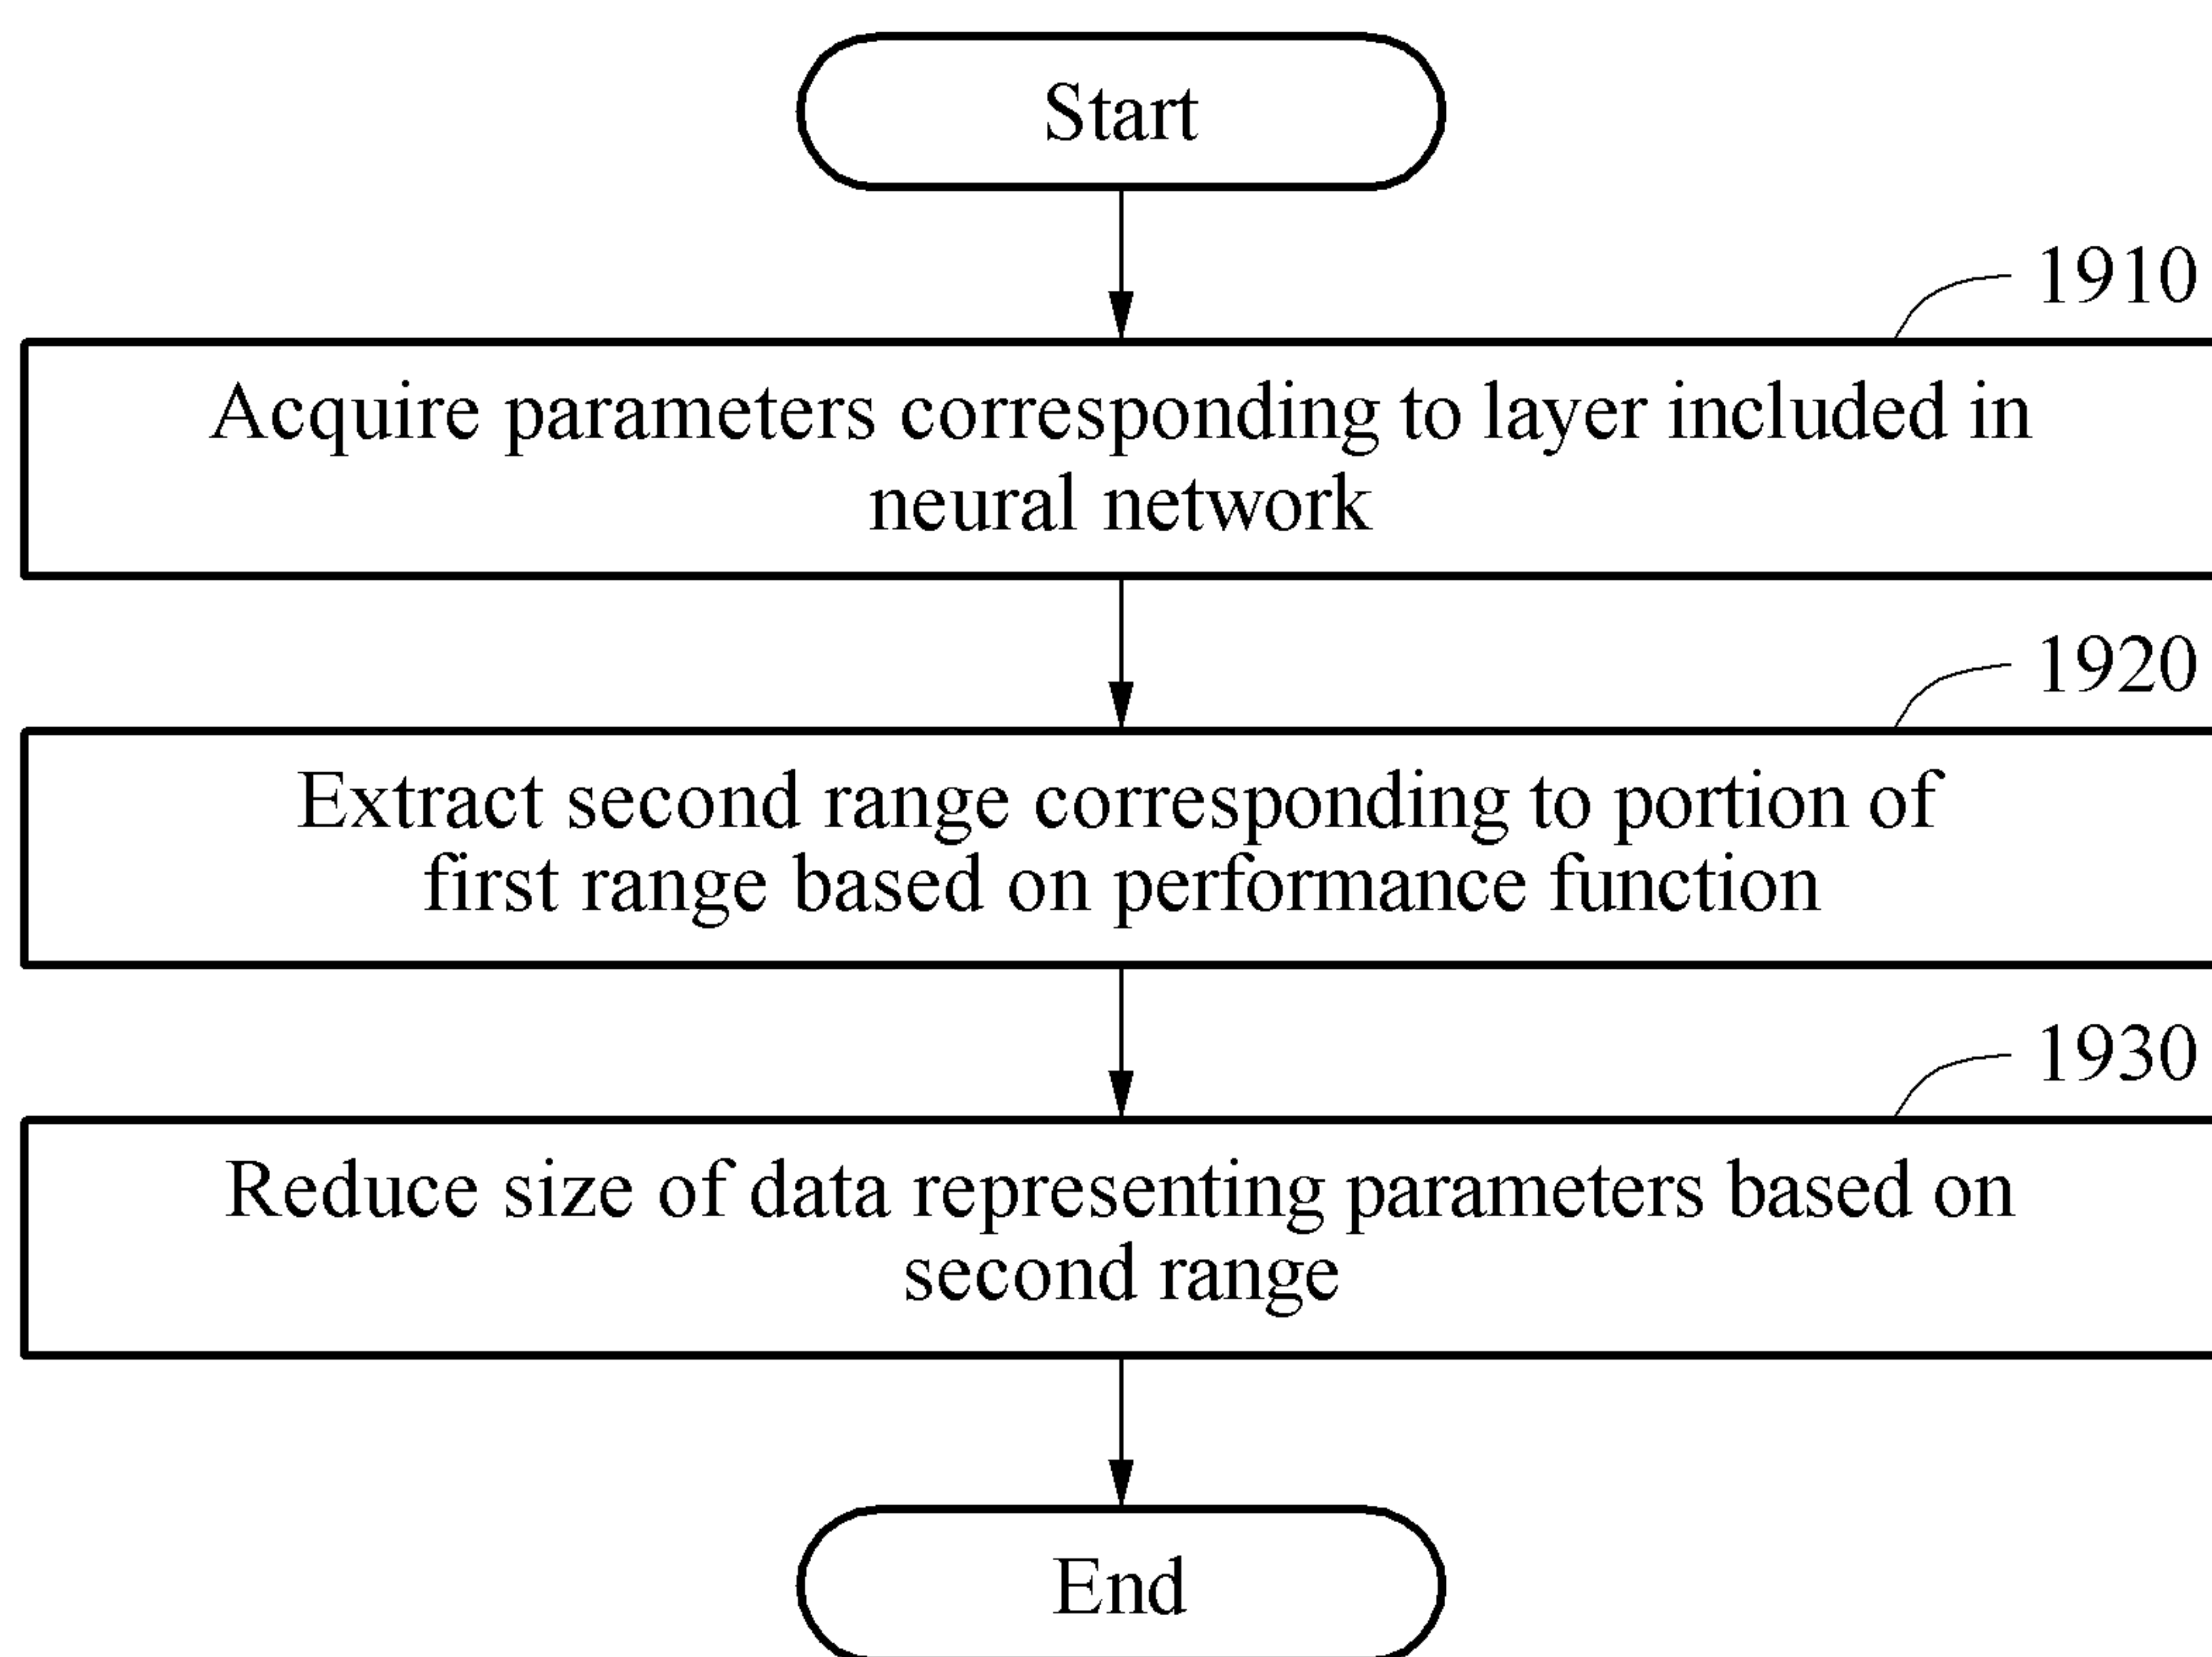 Start
1910
Acquire parameters corresponding to layer included in
neural network
1920
Extract second range corresponding to portion of
first range based on performance function
1930
Reduce size of data representing parameters based on
second range
End